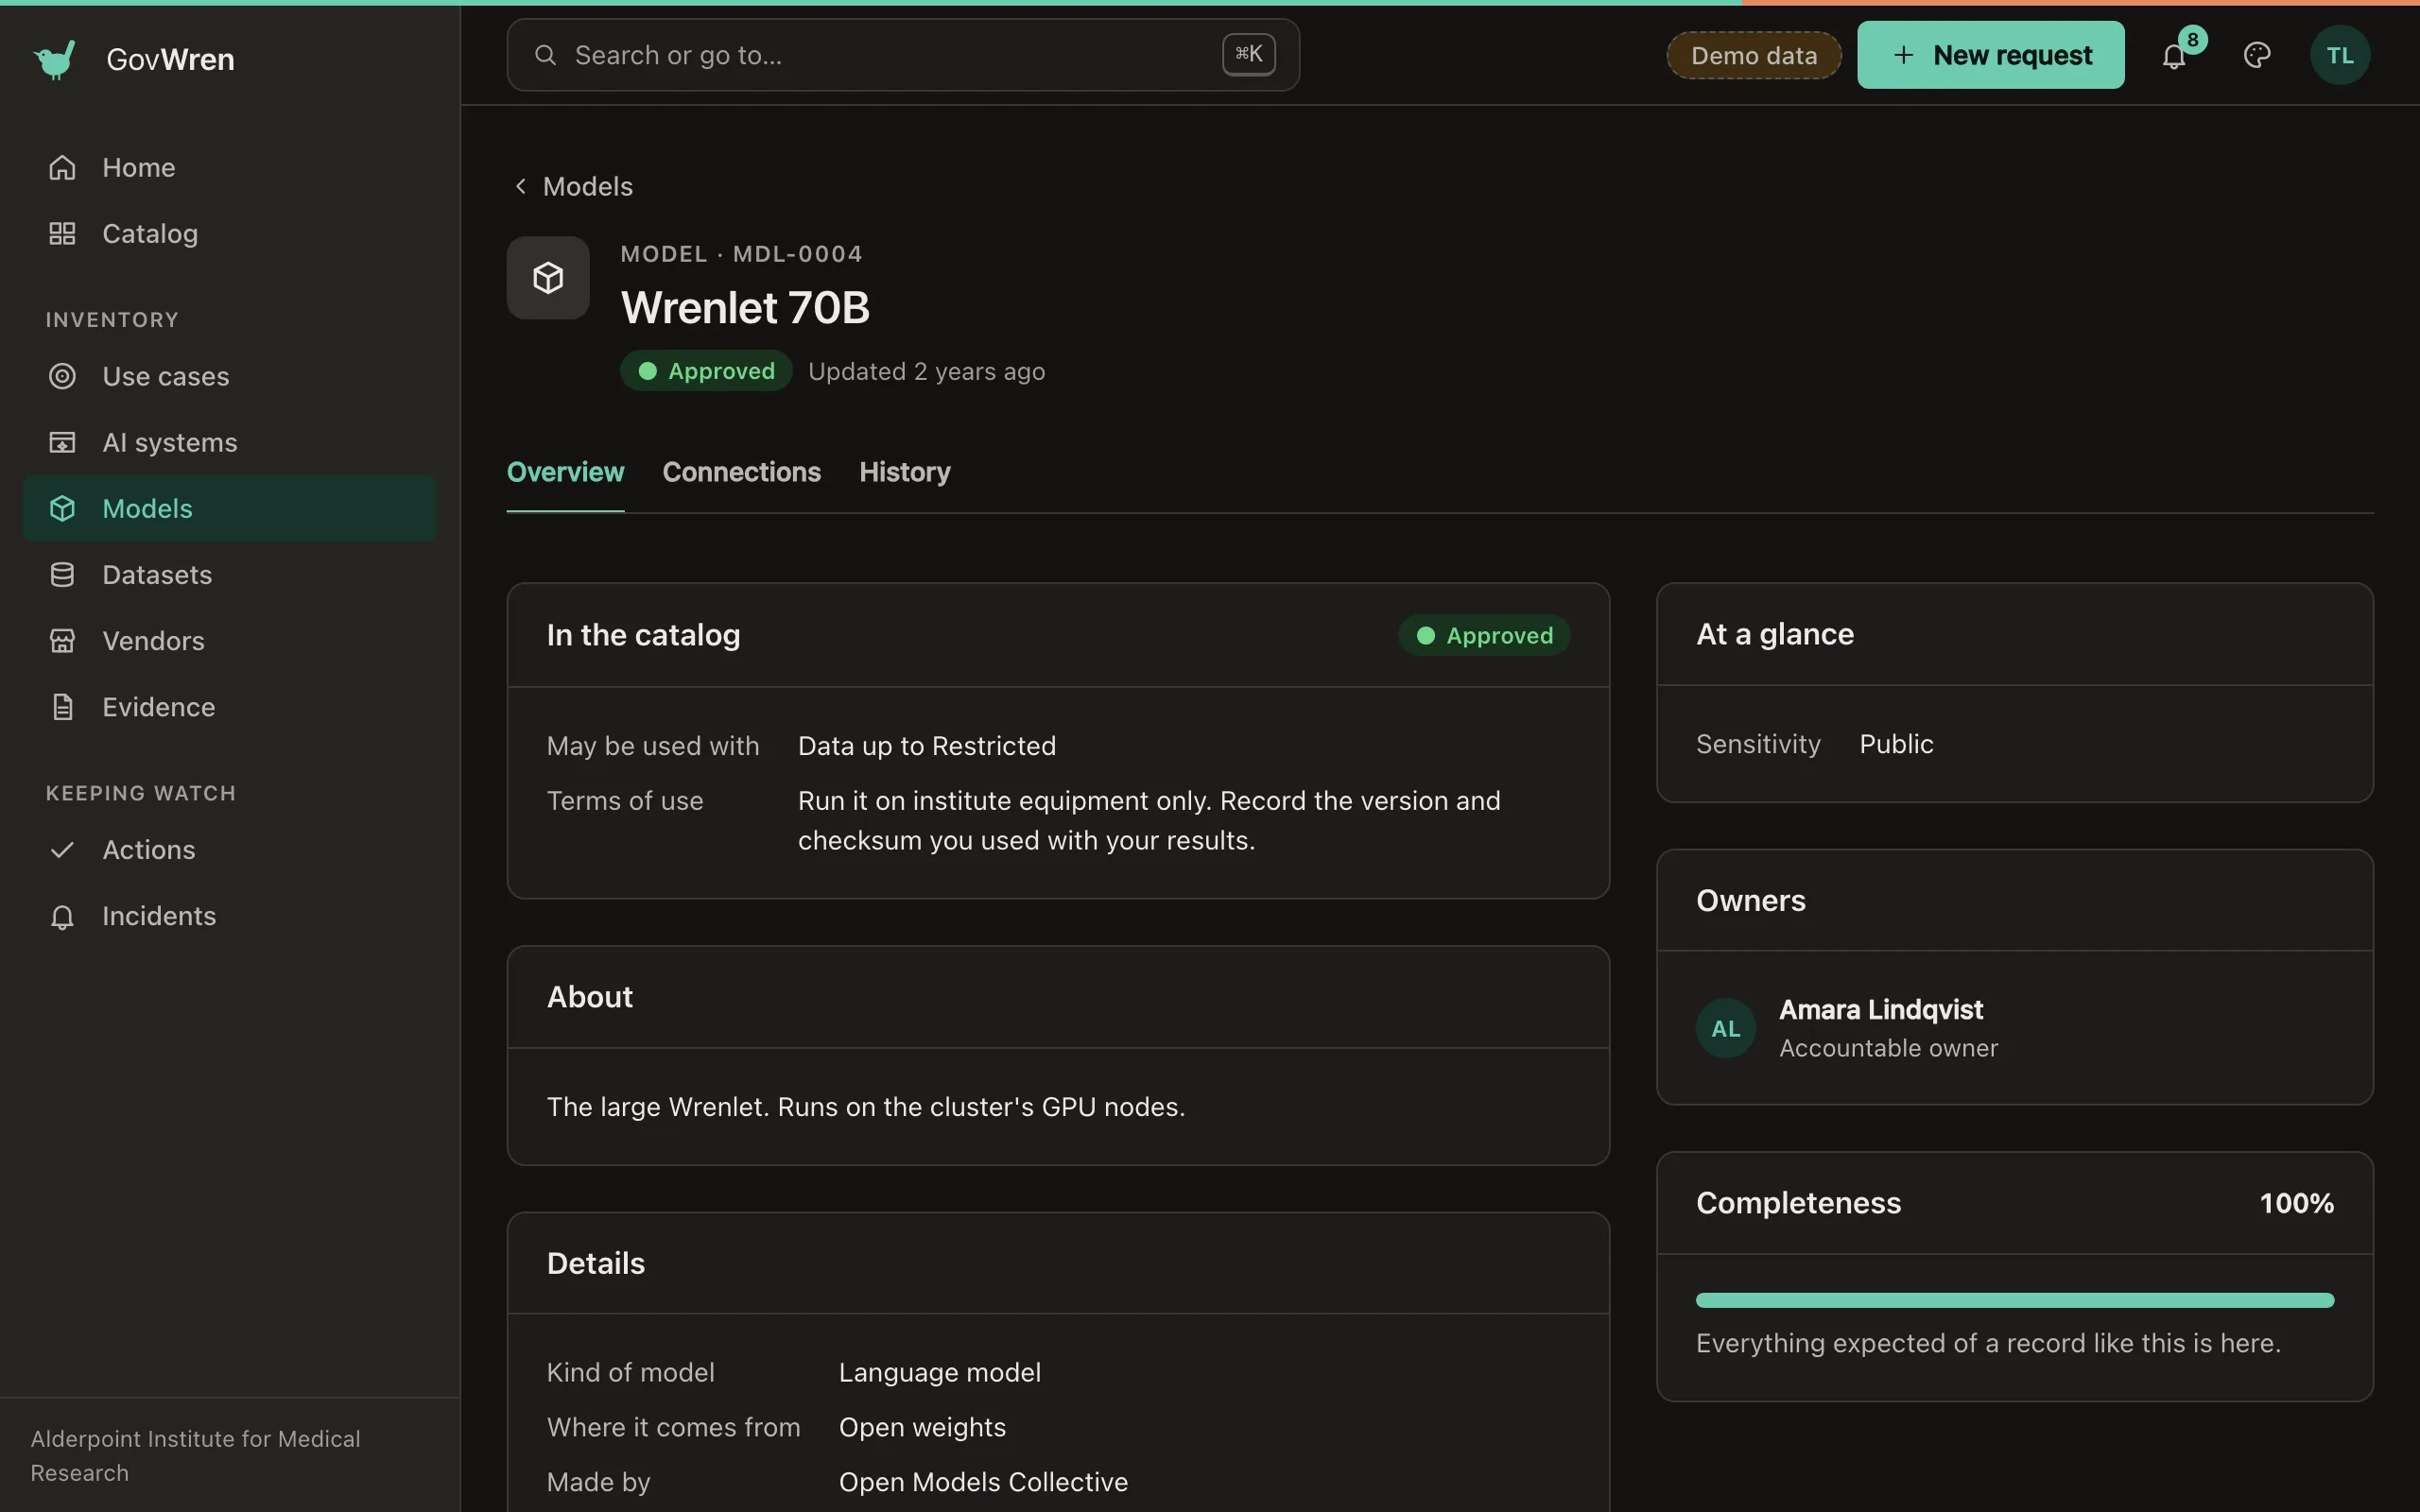 GovWren
Search or go to...
⌘K
Demo data
+ New request
8
TL
Home
Catalog
INVENTORY
Use cases
AI systems
Models
Datasets
Vendors
Evidence
KEEPING WATCH
Actions
Incidents
Alderpoint Institute for Medical
Research
Models
MODEL · MDL-0004
Wrenlet 70B
Approved
Updated 2 years ago
Overview
Connections
History
In the catalog
Approved
May be used with
Data up to Restricted
Terms of use
Run it on institute equipment only. Record the version and
checksum you used with your results.
About
The large Wrenlet. Runs on the cluster's GPU nodes.
Details
Kind of model
Language model
Where it comes from
Open weights
Made by
Open Models Collective
At a glance
Sensitivity
Public
Owners
AL
Amara Lindqvist
Accountable owner
Completeness
100%
Everything expected of a record like this is here.